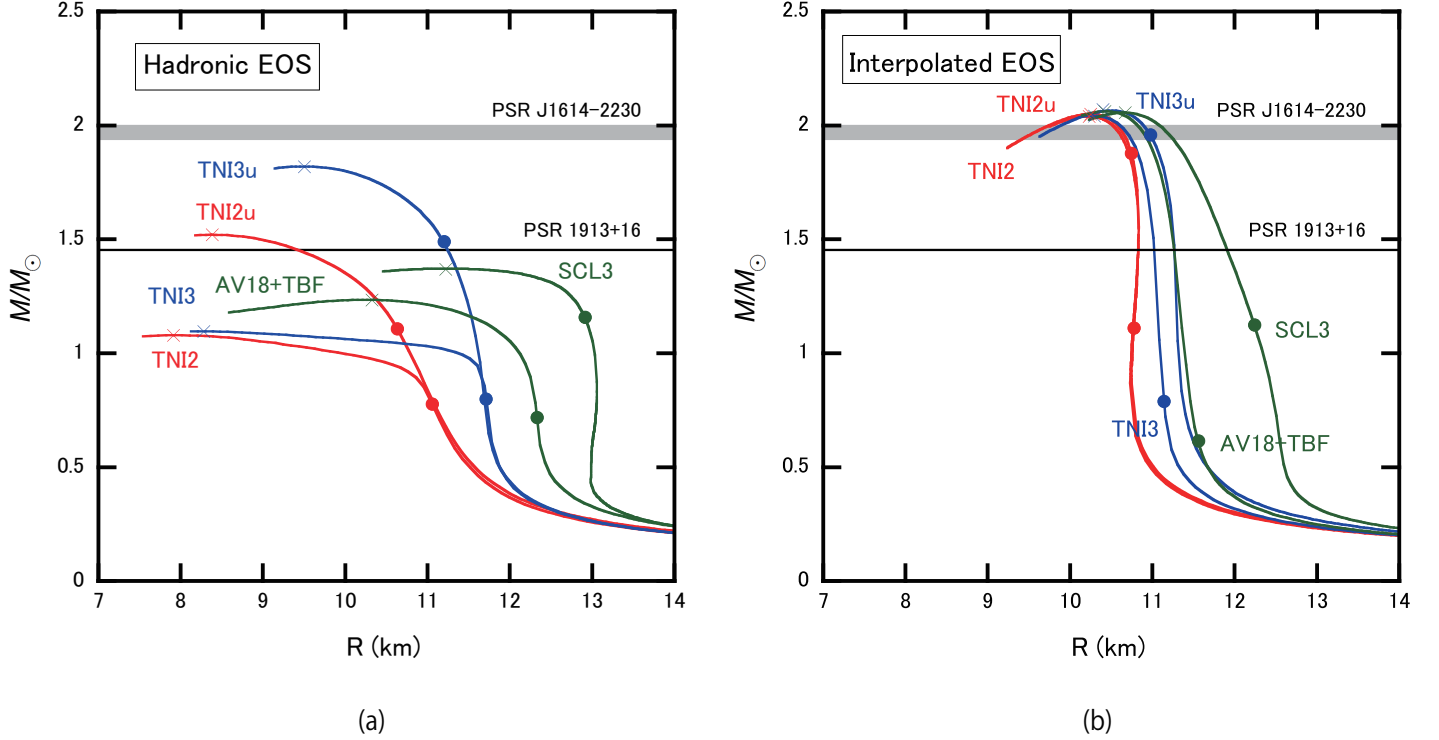 2.5
2
1.5
1
0.5
0
7
8
9
10
11
12
13
14
M/M☉
R (km)
Hadronic EOS
PSR J1614-2230
TNI3u
TNI2u
PSR 1913+16
AV18+TBF
SCL3
TNI3
TNI2
(a)
2.5
2
1.5
1
0.5
0
7
8
9
10
11
12
13
14
M/M☉
R (km)
Interpolated EOS
TNI2u
TNI3u
PSR J1614-2230
TNI2
PSR 1913+16
SCL3
TNI3
AV18+TBF
(b)